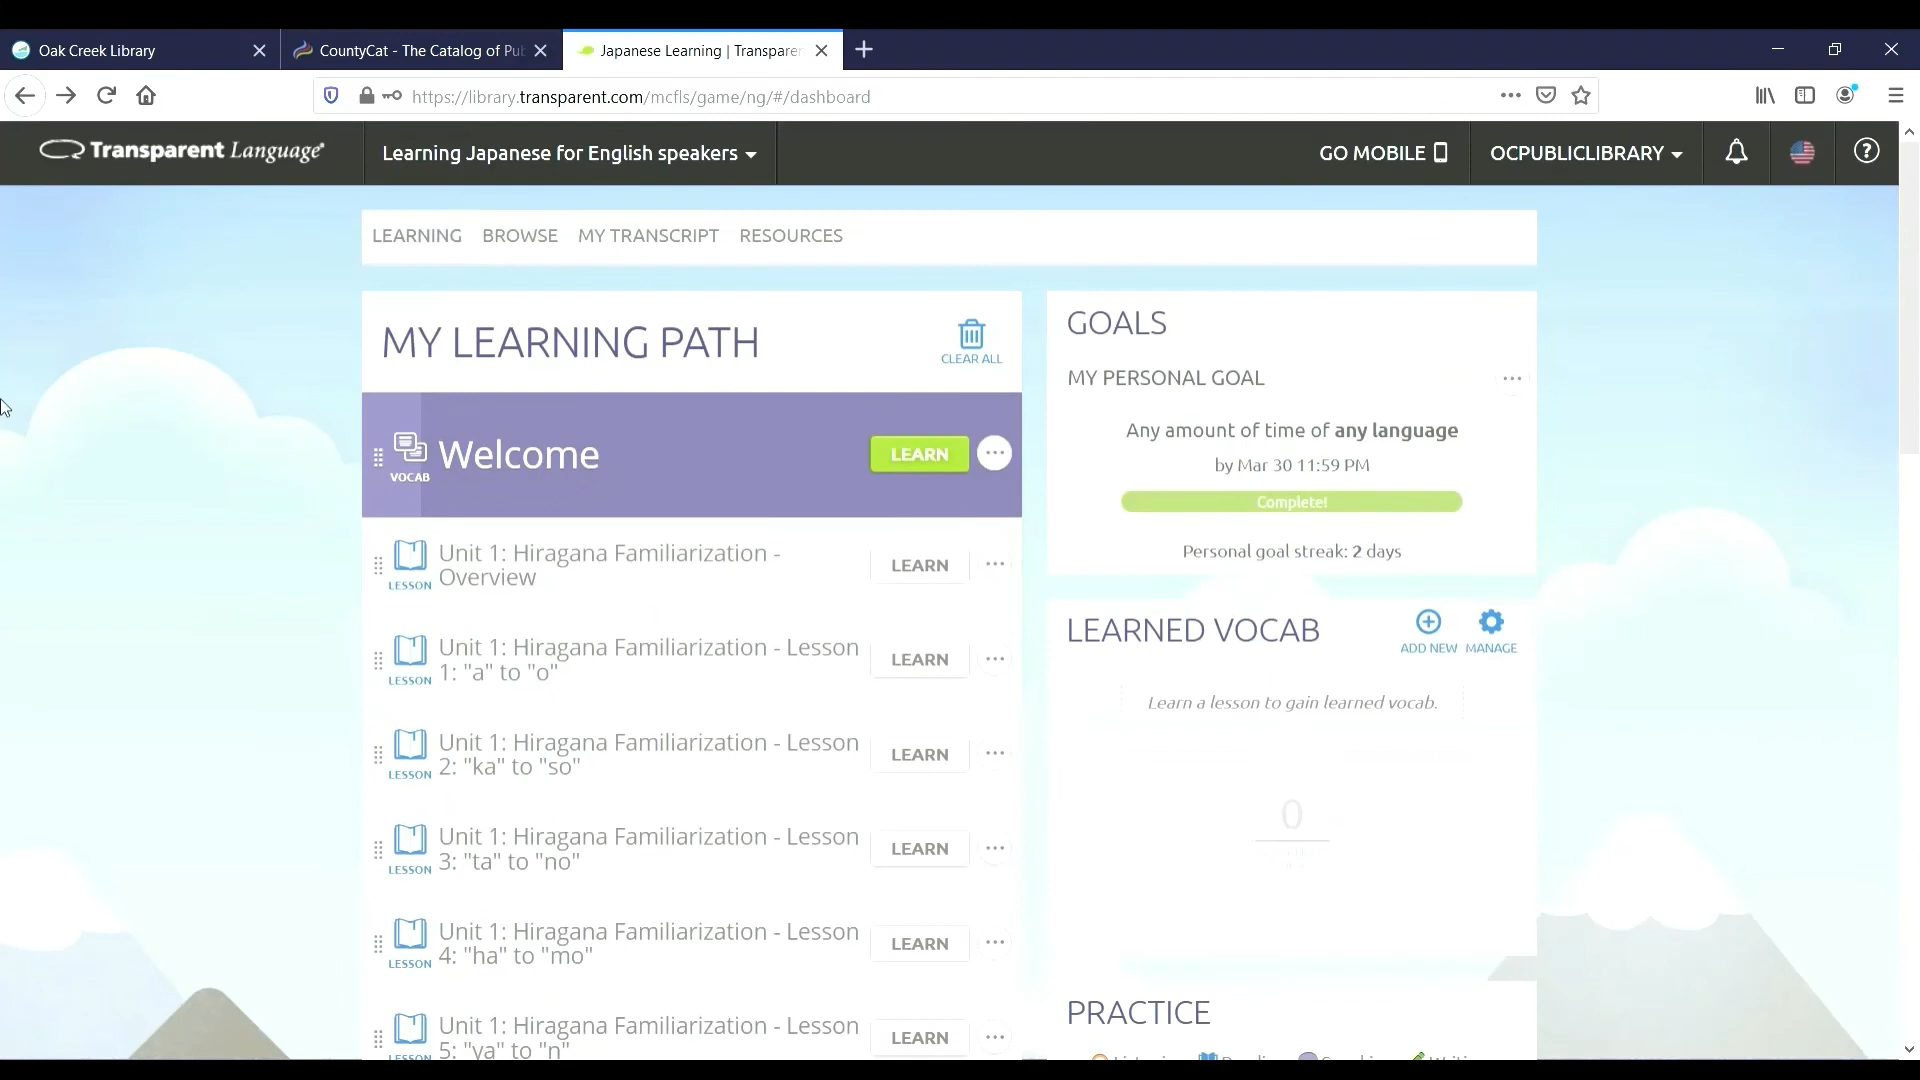 Oak Creek Library
CountyCat - The Catalog of Pub
Japanese Learning | Transparen
https://library.transparent.com/mcfls/game/ng/#/dashboard
Transparent Language
Learning Japanese for English speakers
GO MOBILE
OCPUBLICLIBRARY
LEARNING BROWSE MY TRANSCRIPT RESOURCES
MY LEARNING PATH
CLEAR ALL
VOCAB
Welcome
LEARN
LESSON
Unit 1: Hiragana Familiarization -
Overview
LEARN
LESSON
Unit 1: Hiragana Familiarization - Lesson
1: "a" to "o"
LEARN
LESSON
Unit 1: Hiragana Familiarization - Lesson
2: "ka" to "so"
LEARN
LESSON
Unit 1: Hiragana Familiarization - Lesson
3: "ta" to "no"
LEARN
LESSON
Unit 1: Hiragana Familiarization - Lesson
4: "ha" to "mo"
LEARN
LESSON
Unit 1: Hiragana Familiarization - Lesson
5: "ya" to "n"
LEARN
GOALS
MY PERSONAL GOAL
Any amount of time of any language
by Mar 30 11:59 PM
Complete!
Personal goal streak: 2 days
LEARNED VOCAB
ADD NEW
MANAGE
Learn a lesson to gain learned vocab.
0
PRACTICE